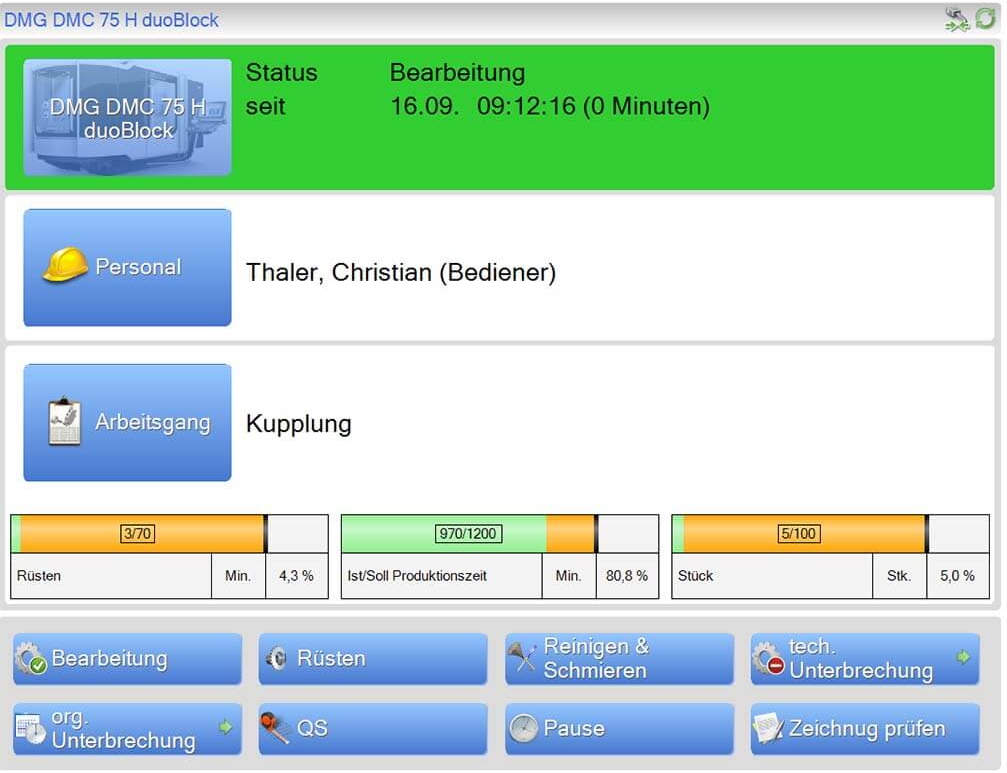 DMG DMC 75 H duoBlock
DMG DMC 75 H
duoBlock
Status Bearbeitung
seit 16.09. 09:12:16 (0 Minuten)
Personal
Thaler, Christian (Bediener)
Arbeitsgang
Kupplung
3/70 970/1200 5/100
Rüsten Min. 4,3 % Ist/Soll Produktionszeit Min. 80,8 % Stück Stk. 5,0 %
Bearbeitung
Rüsten
Reinigen &
Schmieren
tech.
Unterbrechung
org.
Unterbrechung
QS
Pause
Zeichnug prüfen